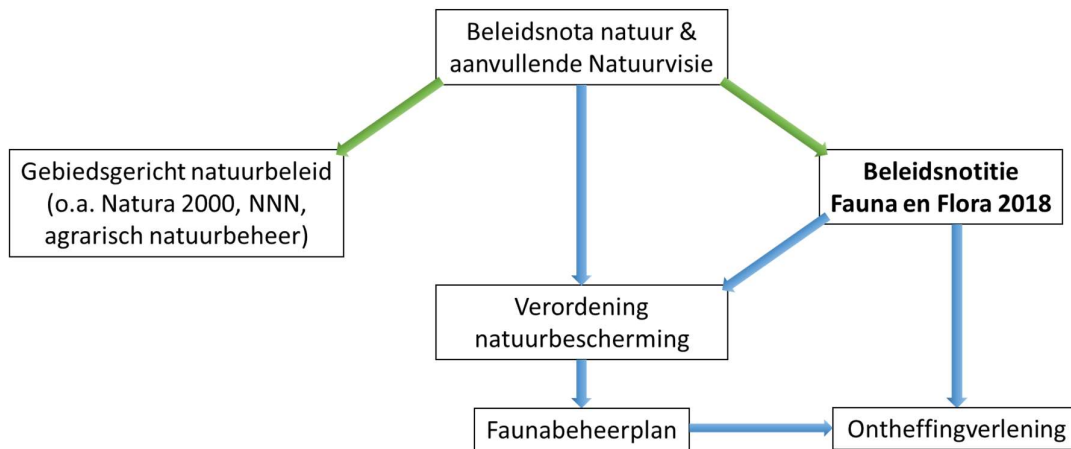 Beleidsnota natuur &
aanvullende Natuurvisie
Gebiedsgericht natuurbeleid
(o.a. Natura 2000, NNN,
agrarisch natuurbeheer)
Beleidsnotitie
Fauna en Flora 2018
Verordening
natuurbescherming
Faunabeheerplan
Ontheffingverlening